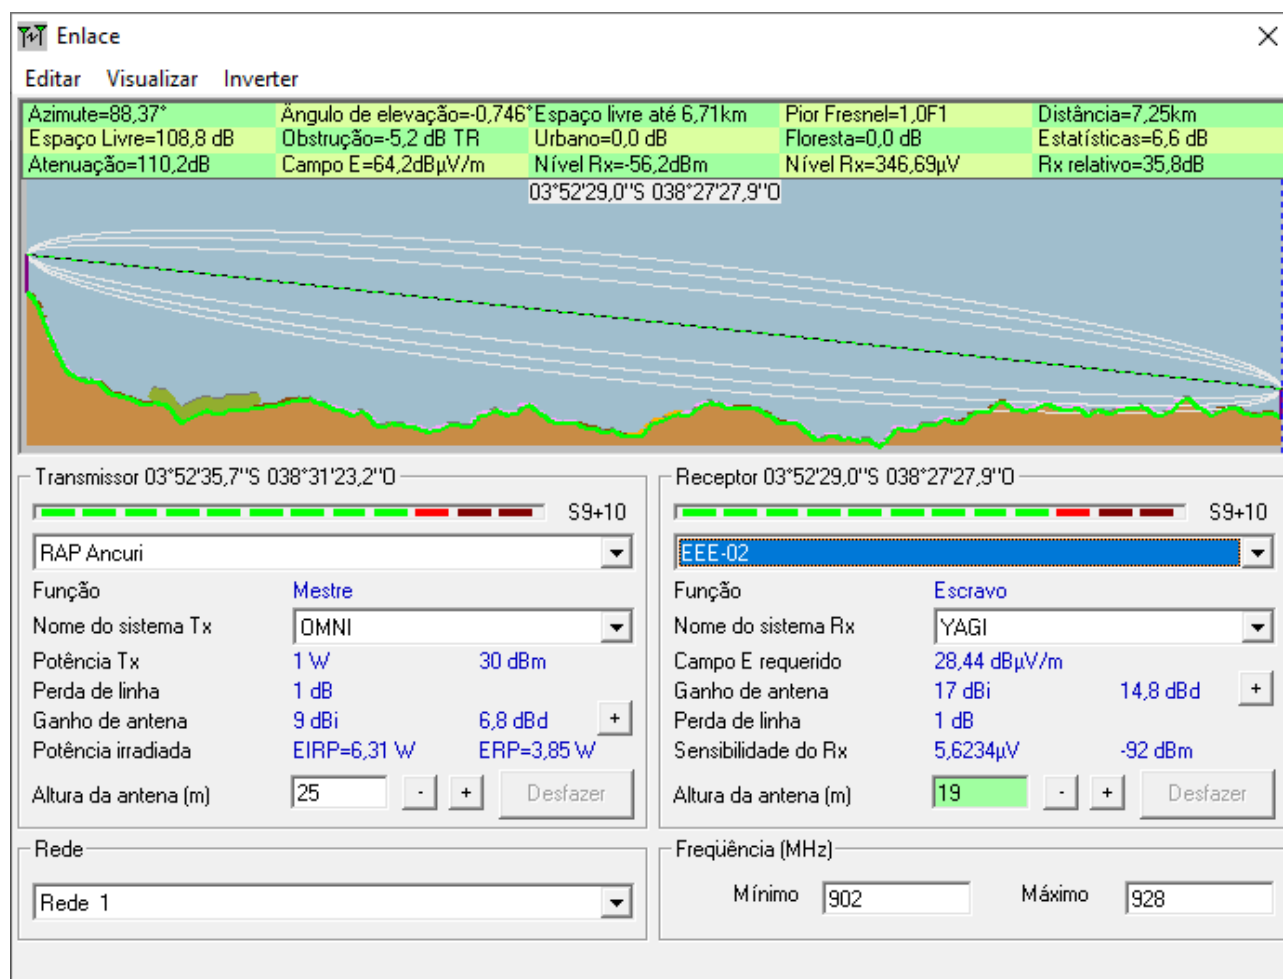 Enlace
Editar Visualizar Inverter
Azimute=88,37° Ângulo de elevação=-0,746° Espaço livre até 6,71km Pior Fresnel=1,0F1 Distância=7,25km
Espaço Livre=108,8 dB Obstrução=-5,2 dB TR Urbano=0,0 dB Floresta=0,0 dB Estatísticas=6,6 dB
Atenuação=110,2dB Campo E=64,2dBµV/m Nível Rx=-56,2dBm Nível Rx=346,69µV Rx relativo=35,8dB
03°52'29,0"S 038°27'27,9"O
Transmissor 03°52'35,7"S 038°31'23,2"O
S9+10
RAP Ancuri
Função Mestre
Nome do sistema Tx OMNI
Potência Tx 1 W 30 dBm
Perda de linha 1 dB
Ganho de antena 9 dBi 6,8 dBd +
Potência irradiada EIRP=6,31 W ERP=3,85 W
Altura da antena (m) 25 - + Desfazer
Rede
Rede 1
Receptor 03°52'29,0"S 038°27'27,9"O
S9+10
EEE-02
Função Escravo
Nome do sistema Rx YAGI
Campo E requerido 28,44 dBµV/m
Ganho de antena 17 dBi 14,8 dBd +
Perda de linha 1 dB
Sensibilidade do Rx 5,6234µV -92 dBm
Altura da antena (m) 19 - + Desfazer
Freqüência (MHz)
Mínimo 902 Máximo 928